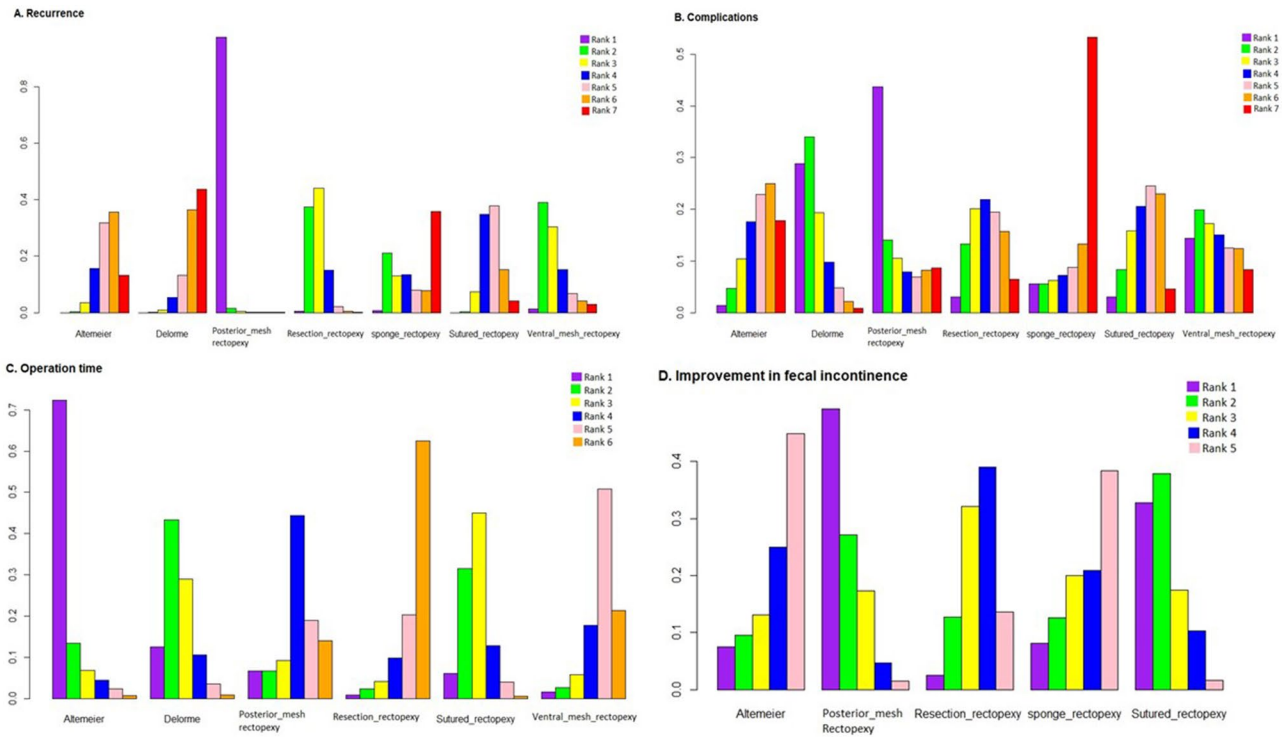 A. Recurrence
0.8
0.6
0.4
0.2
0.0
Rank 1
Rank 2
Rank 3
Rank 4
Rank 5
Rank 6
Rank 7
Altemeier
Delorme
Posterior_mesh
rectopexy
Resection_rectopexy
sponge_rectopexy
Sutured_rectopexy
Ventral_mesh_rectopexy
B. Complications
0.5
0.4
0.3
0.2
0.1
0.0
Rank 1
Rank 2
Rank 3
Rank 4
Rank 5
Rank 6
Rank 7
Altemeier
Delorme
Posterior_mesh
rectopexy
Resection_rectopexy
sponge_rectopexy
Sutured_rectopexy
Ventral_mesh_rectopexy
C. Operation time
0.7
0.6
0.5
0.4
0.3
0.2
0.1
0.0
Rank 1
Rank 2
Rank 3
Rank 4
Rank 5
Rank 6
Altemeier
Delorme
Posterior_mesh
rectopexy
Resection_rectopexy
Sutured_rectopexy
Ventral_mesh_rectopexy
D. Improvement in fecal incontinence
0.4
0.3
0.2
0.1
0.0
Rank 1
Rank 2
Rank 3
Rank 4
Rank 5
Altemeier
Posterior_mesh
Rectopexy
Resection_rectopexy
sponge_rectopexy
Sutured_rectopexy